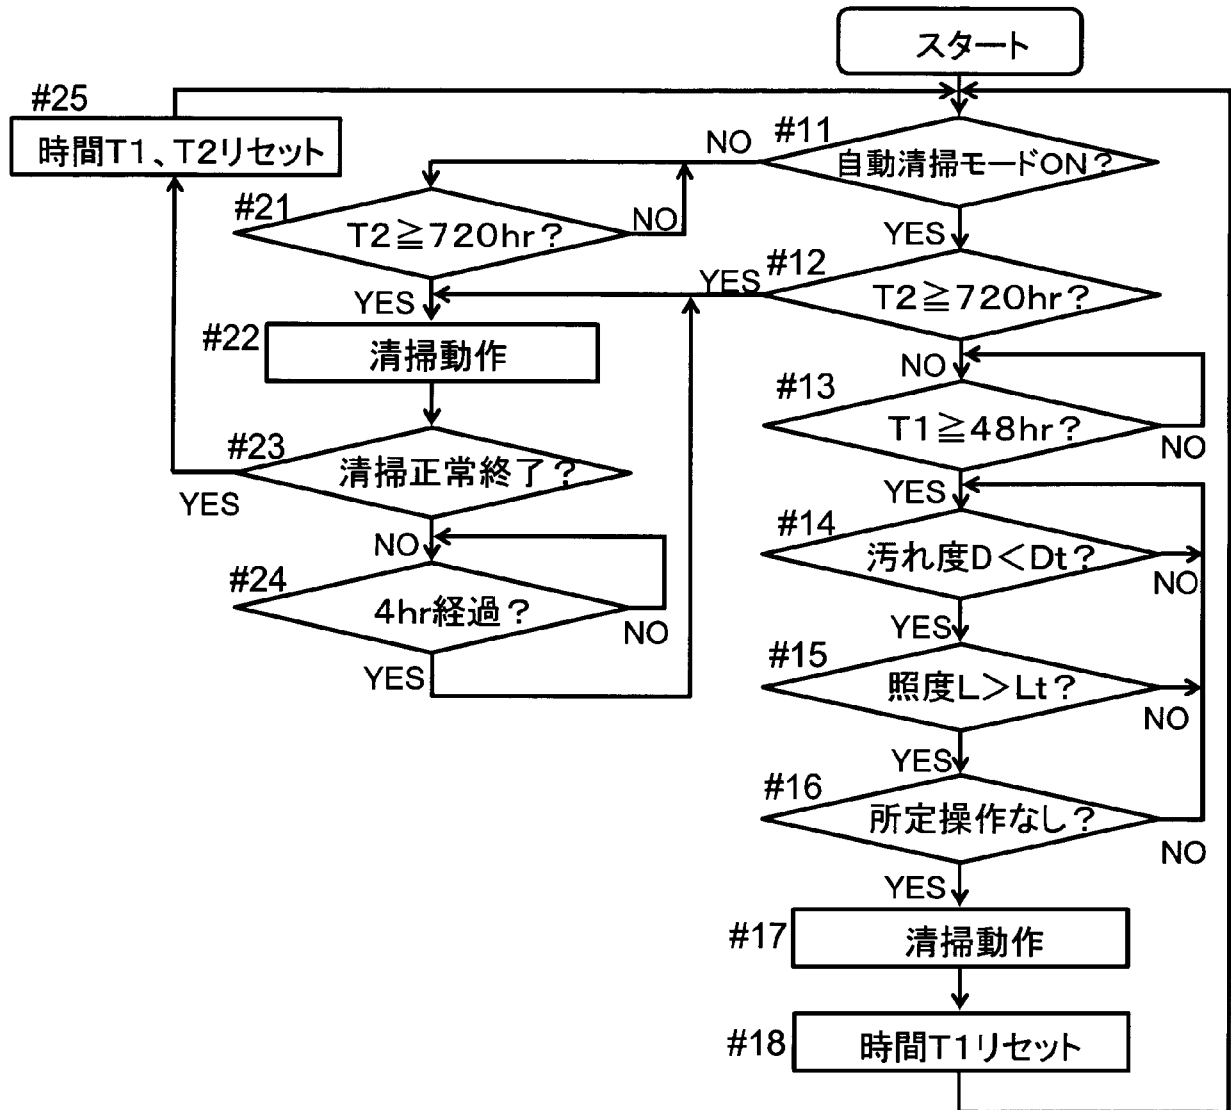 スタート
#25
時間T1、T2リセット
#11
NO
自動清掃モードON?
YES
#21
T2≧720hr?
NO
YES
#12
YES
T2≧720hr?
NO
#22
清掃動作
#13
T1≧48hr?
NO
YES
#23
清掃正常終了?
YES
NO
#14
汚れ度D<Dt?
NO
YES
#24
4hr経過?
NO
YES
#15
照度L>Lt?
NO
YES
#16
所定操作なし?
NO
YES
#17
清掃動作
#18
時間T1リセット